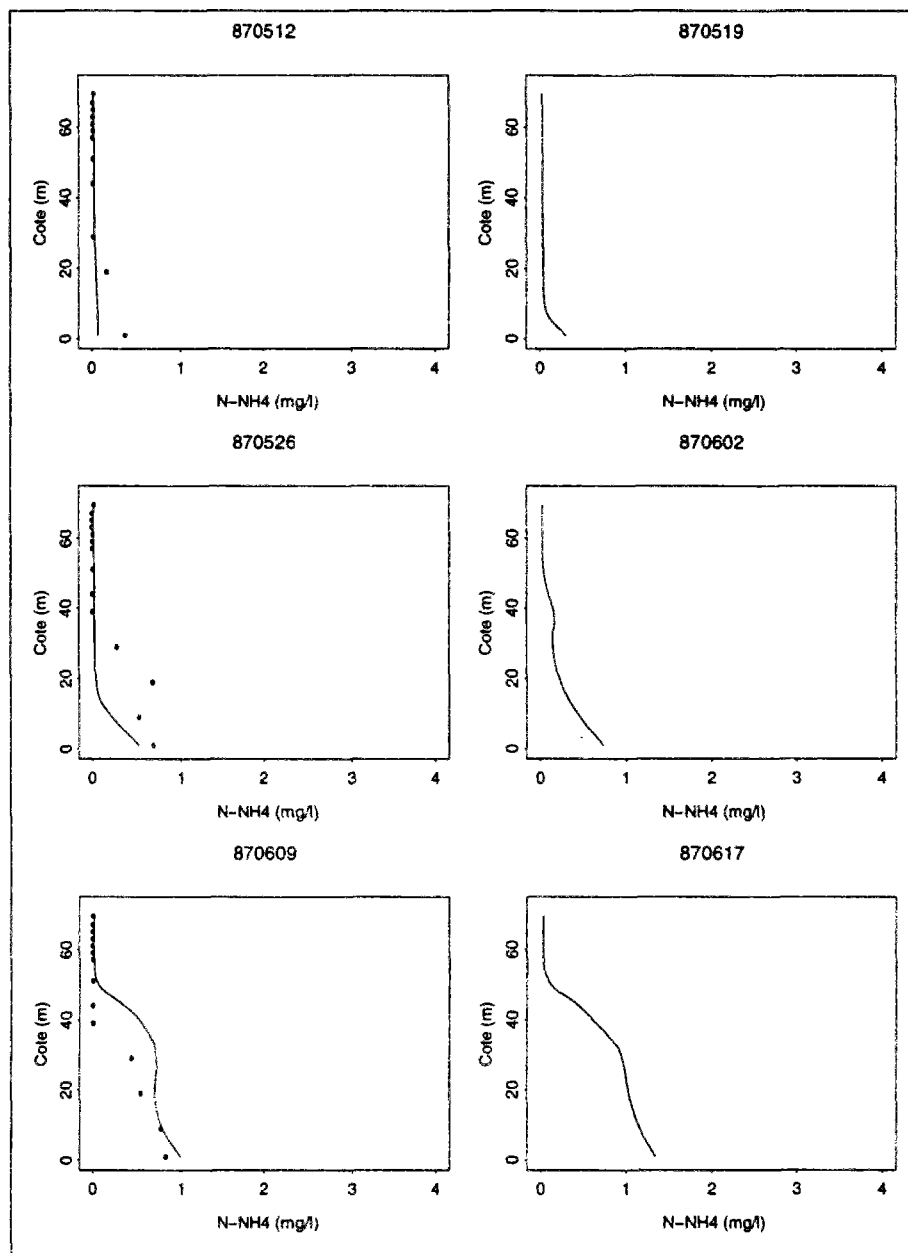 870512
870519
Cote (m)
0 20 40 60
0 1 2 3 4
N-NH4 (mg/l)
Cote (m)
0 20 40 60
0 1 2 3 4
N-NH4 (mg/l)
870526
870602
Cote (m)
0 20 40 60
0 1 2 3 4
N-NH4 (mg/l)
Cote (m)
0 20 40 60
0 1 2 3 4
N-NH4 (mg/l)
870609
870617
Cote (m)
0 20 40 60
0 1 2 3 4
N-NH4 (mg/l)
Cote (m)
0 20 40 60
0 1 2 3 4
N-NH4 (mg/l)